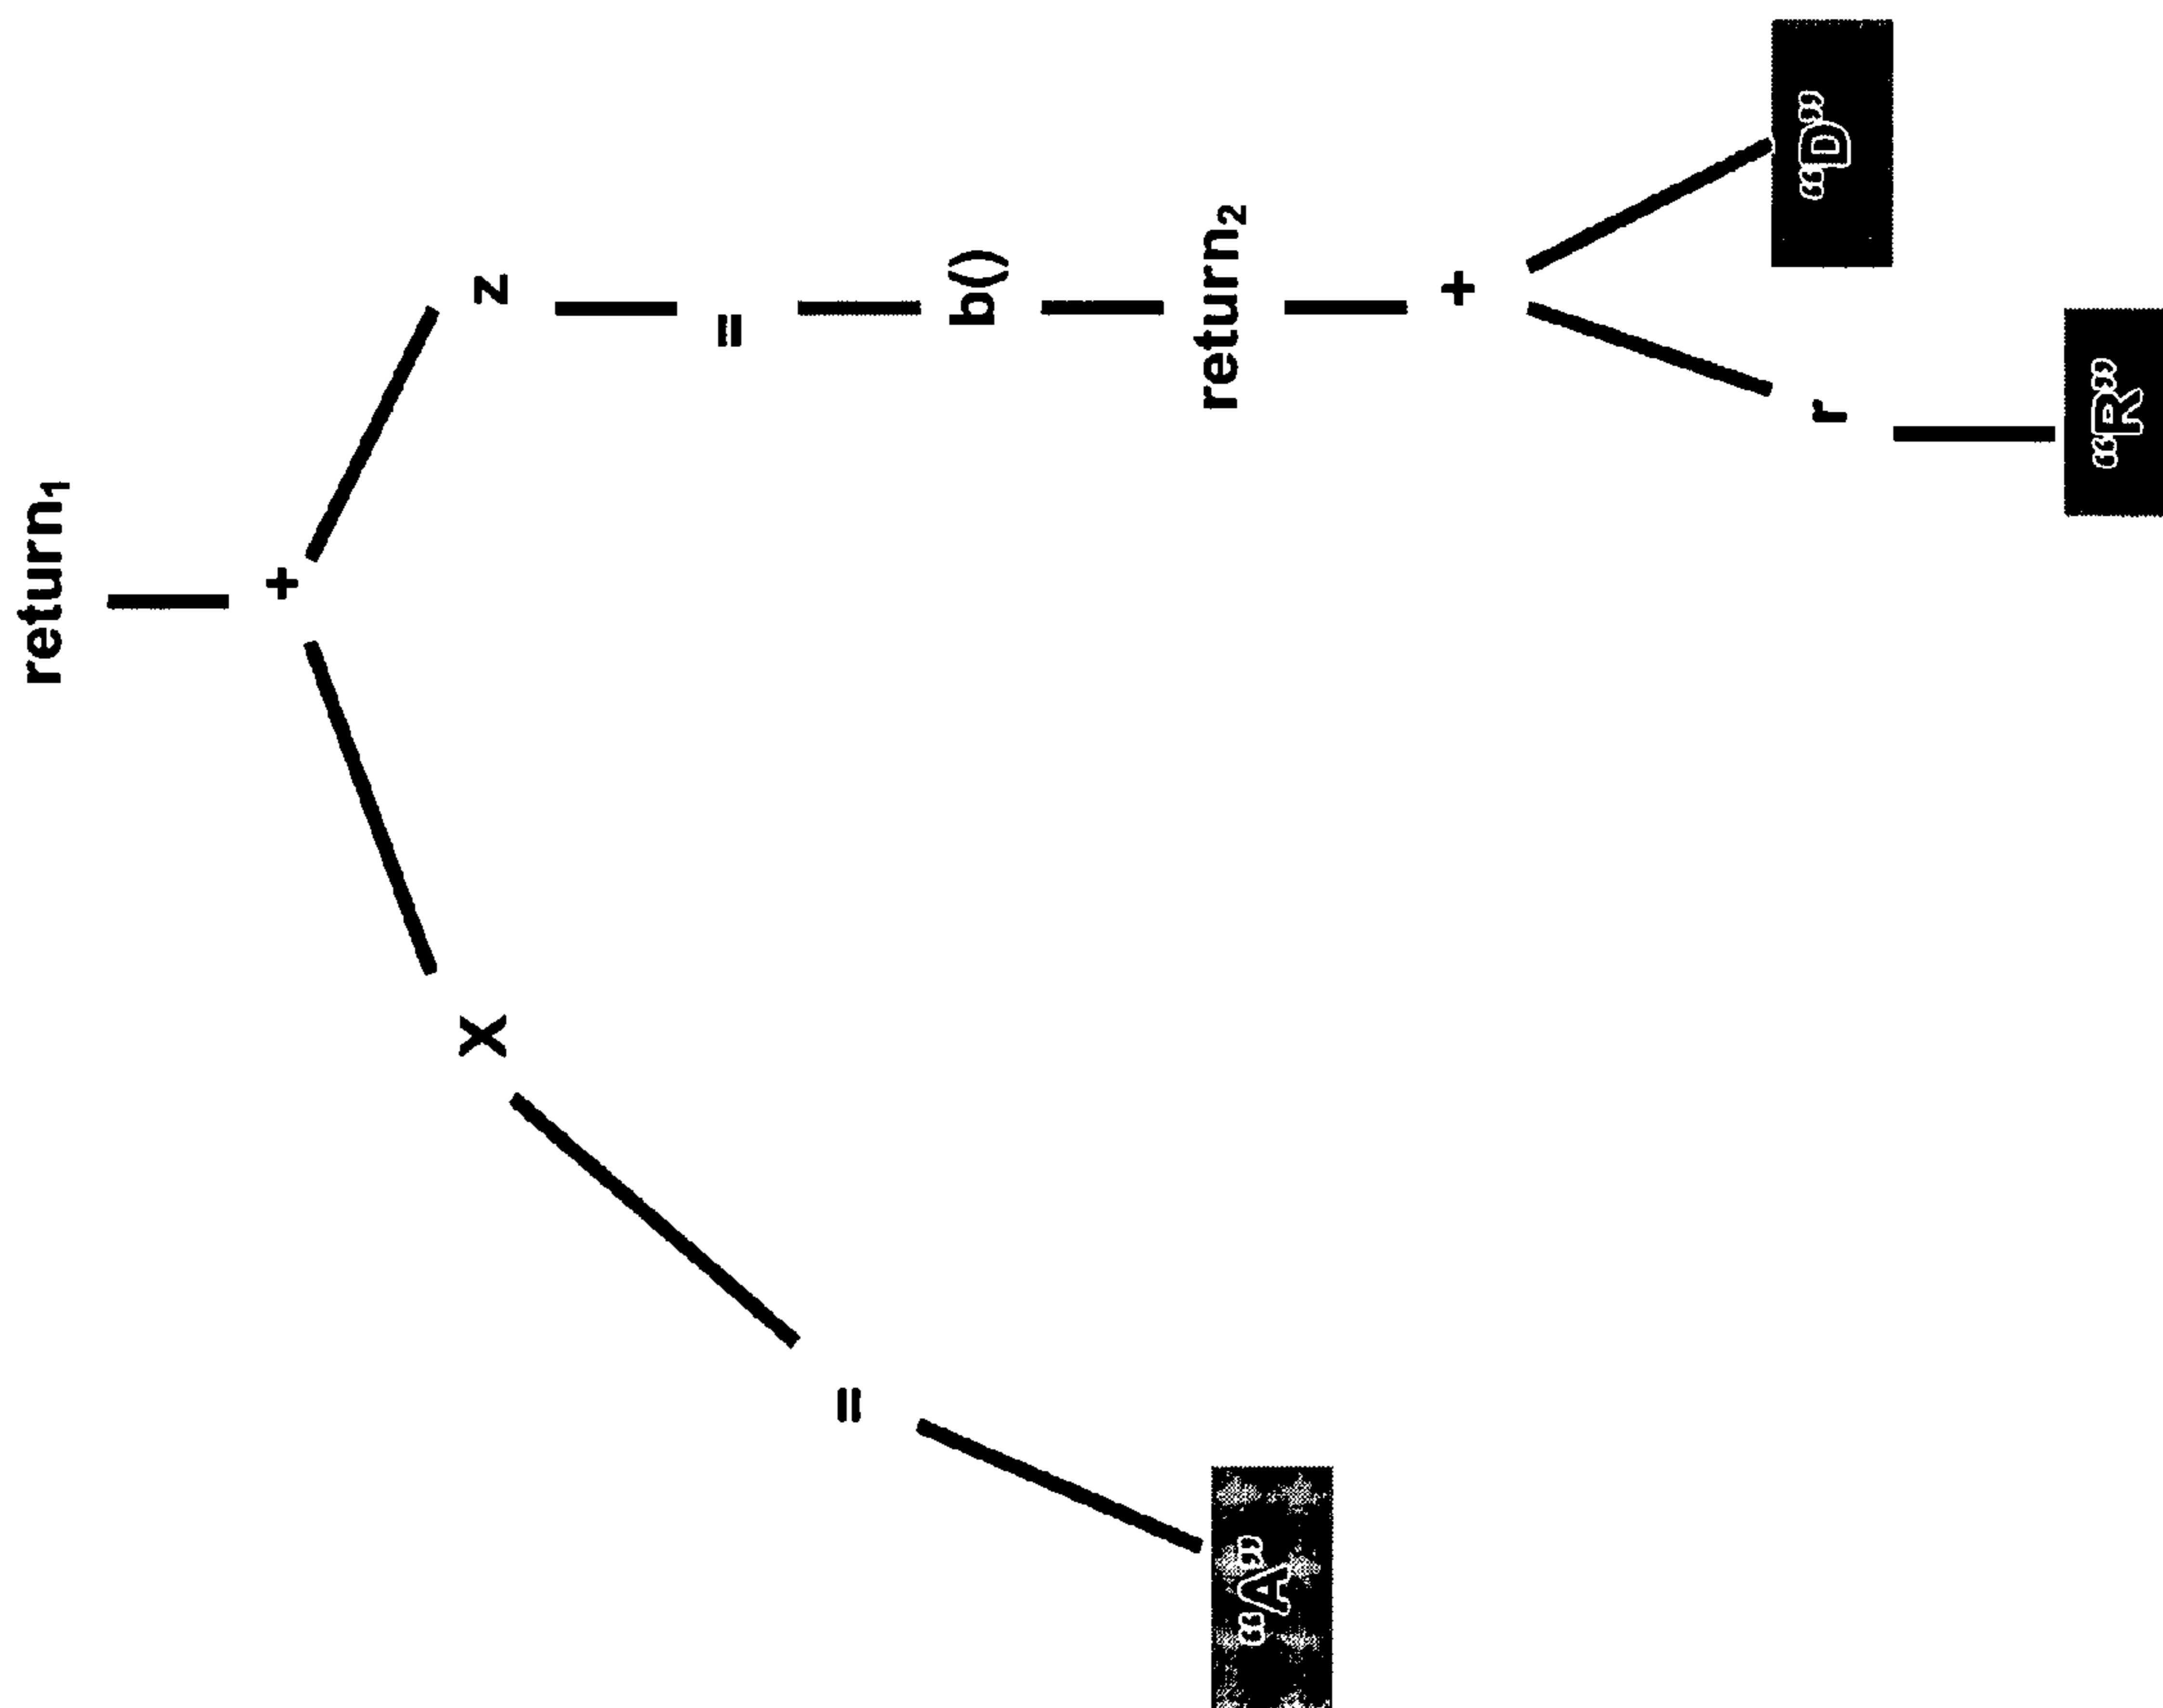 return₁
+
X
z
=
=
b()
return₂
+
“A”
r
“D”
“R”